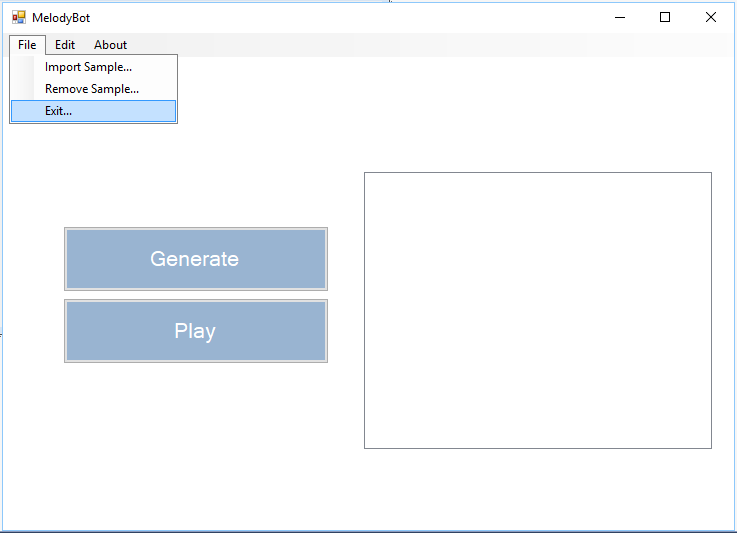 MelodyBot
File Edit About
Import Sample...
Remove Sample...
Exit...
Generate
Play